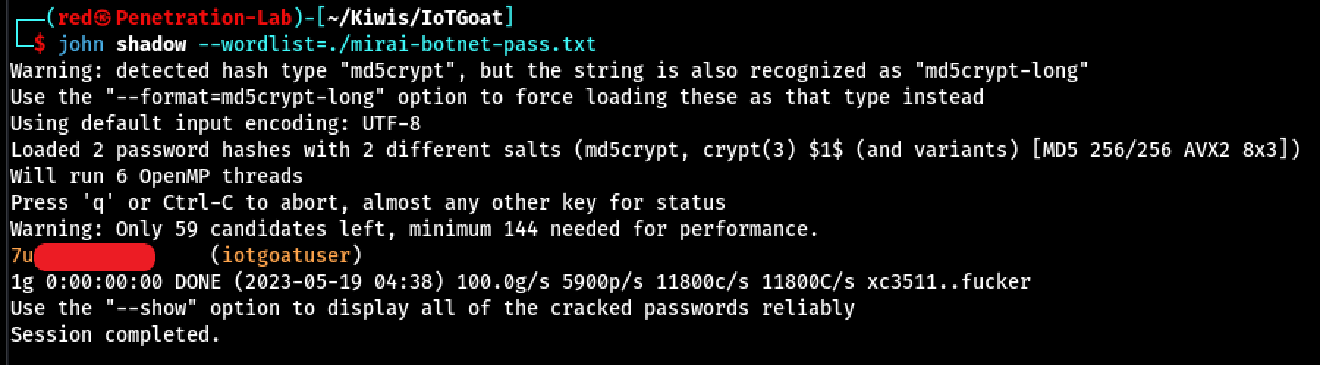 (red㉿Penetration-Lab)-[~/Kiwis/IoTGoat]
$ john shadow --wordlist=./mirai-botnet-pass.txt
Warning: detected hash type "md5crypt", but the string is also recognized as "md5crypt-long"
Use the "--format=md5crypt-long" option to force loading these as that type instead
Using default input encoding: UTF-8
Loaded 2 password hashes with 2 different salts (md5crypt, crypt(3) $1$ (and variants) [MD5 256/256 AVX2 8x3])
Will run 6 OpenMP threads
Press 'q' or Ctrl-C to abort, almost any other key for status
Warning: Only 59 candidates left, minimum 144 needed for performance.
7u (iotgoatuser)
1g 0:00:00:00 DONE (2023-05-19 04:38) 100.0g/s 5900p/s 11800c/s 11800C/s xc3511..fucker
Use the "--show" option to display all of the cracked passwords reliably
Session completed.